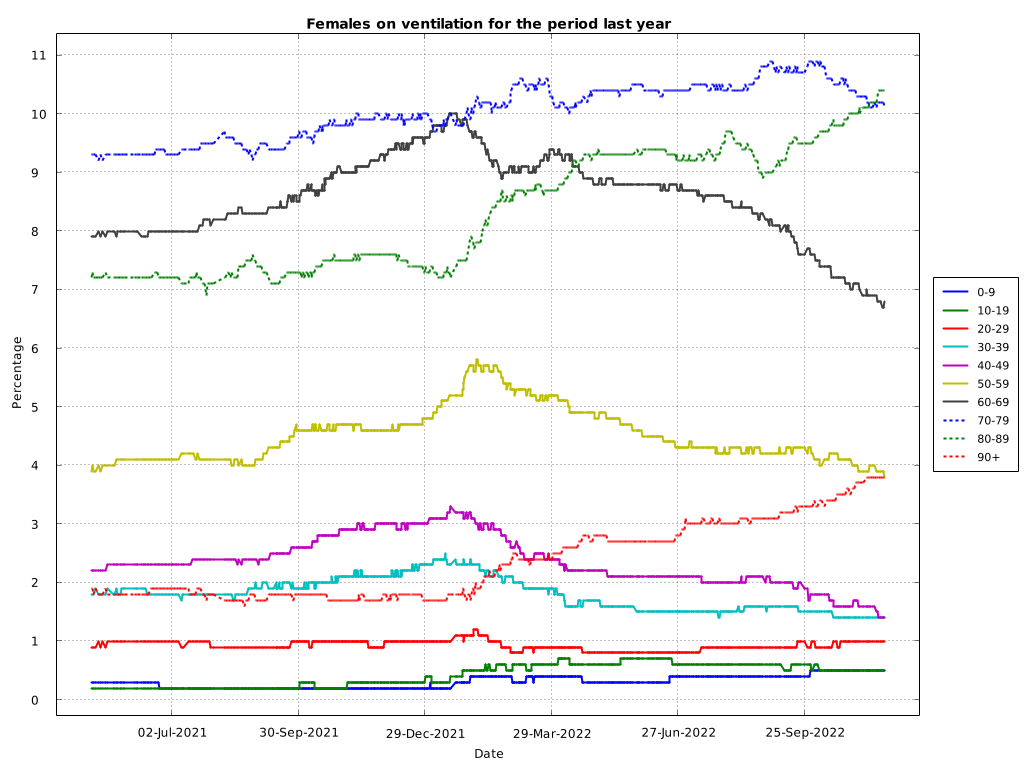 Females on ventilation for the period last year
Percentage
11
10
9
8
7
6
5
4
3
2
1
0
02-Jul-2021
30-Sep-2021
29-Dec-2021
29-Mar-2022
27-Jun-2022
25-Sep-2022
Date
0-9
10-19
20-29
30-39
40-49
50-59
60-69
70-79
80-89
90+